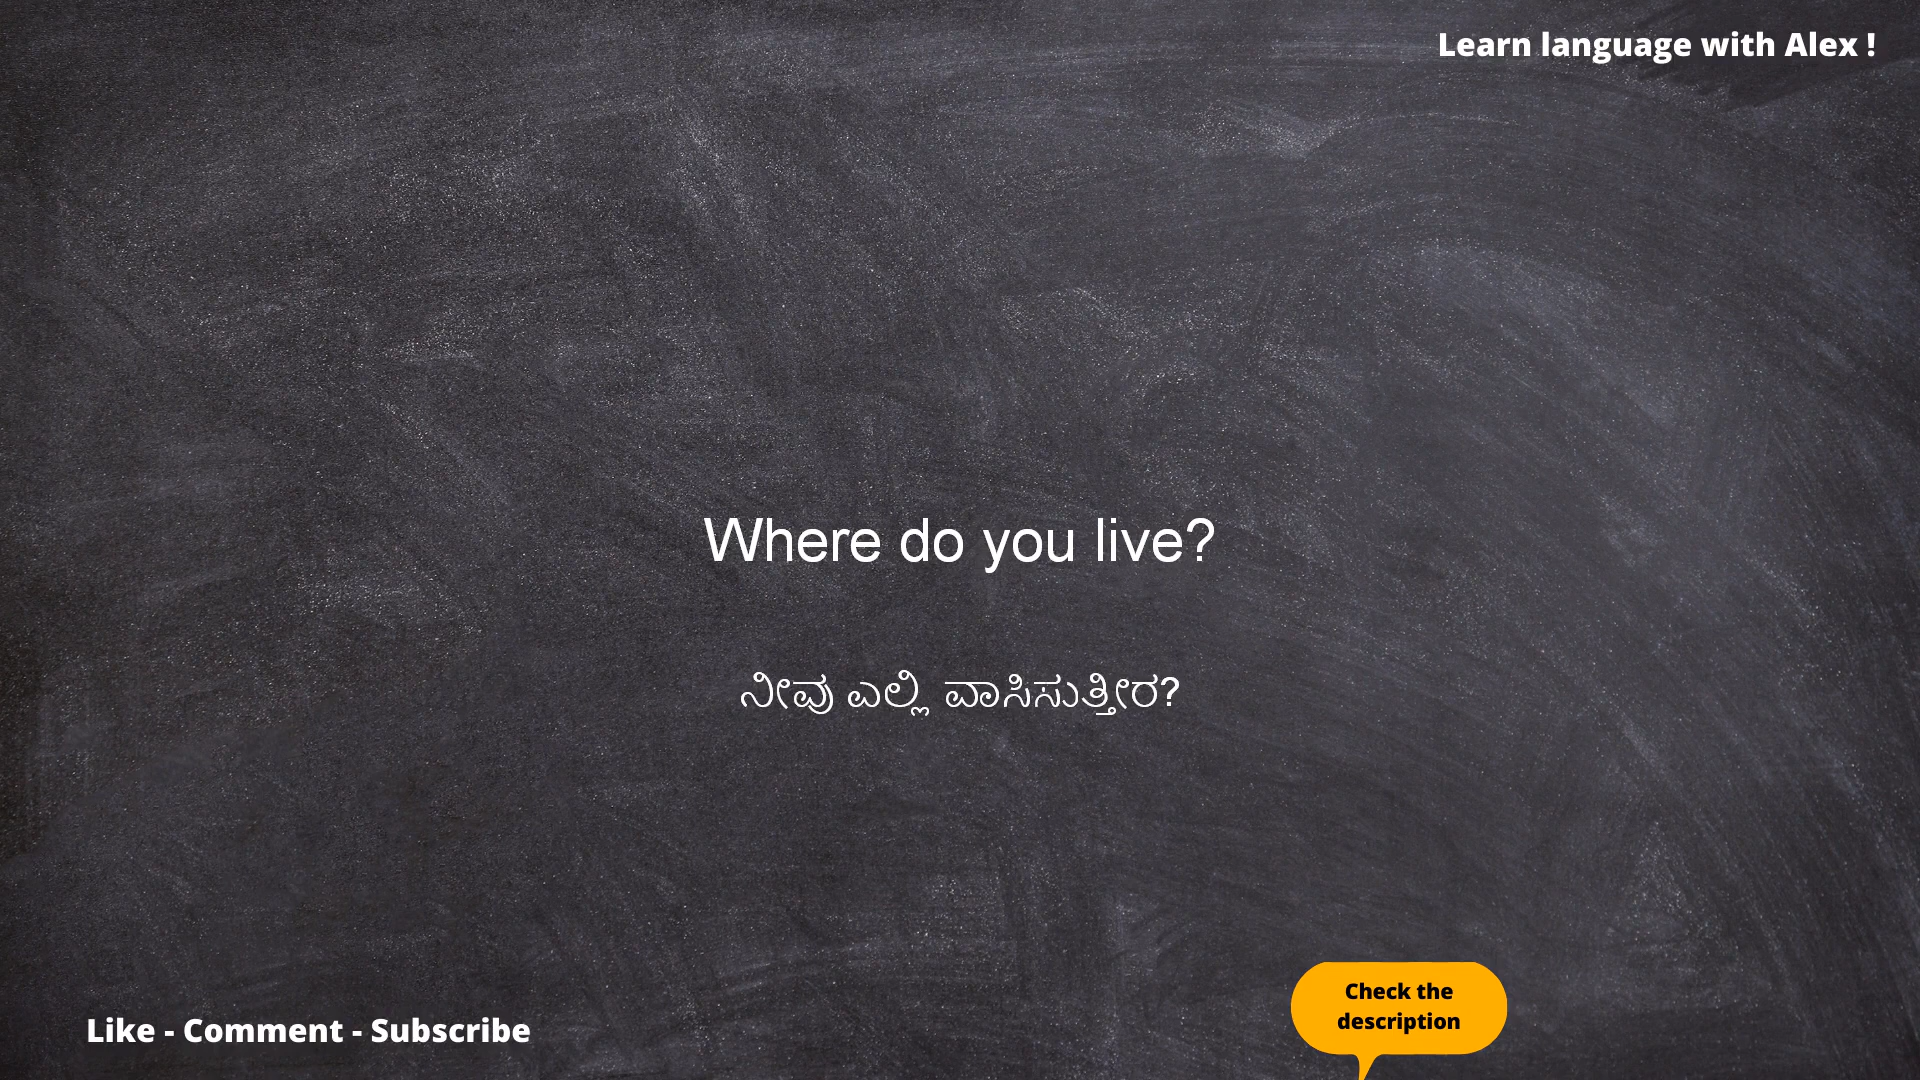 Learn language with Alex !
Where do you live?
ನೀವು ಎಲ್ಲಿ ವಾಸಿಸುತ್ತೀರ?
Check the
description
Like - Comment - Subscribe